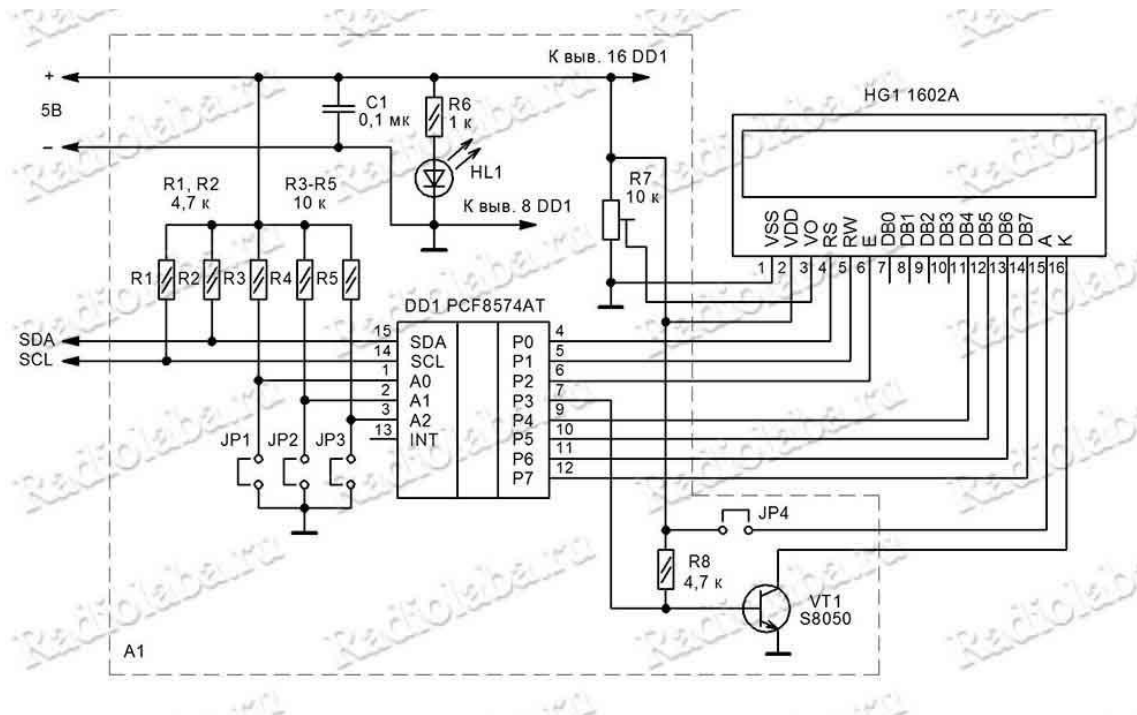 К выв. 16 DD1
+
5В
–
C1
0,1 мк
R6
1 к
HL1
К выв. 8 DD1
HG1 1602A
R7
10 к
R1, R2
4,7 к
R3-R5
10 к
R1
R2
R3
R4
R5
VSS
VDD
VO
RS
RW
E
DB0
DB1
DB2
DB3
DB4
DB5
DB6
DB7
A
K
1 2 3 4 5 6 7 8 9 10 11 12 13 14 15 16
DD1 PCF8574AT
SDA
SCL
15 SDA
14 SCL
1 A0
2 A1
3 A2
13 INT
P0 4
P1 5
P2 6
P3 7
P4 9
P5 10
P6 11
P7 12
JP1
JP2
JP3
JP4
R8
4,7 к
VT1
S8050
A1
Radiolaba.ru